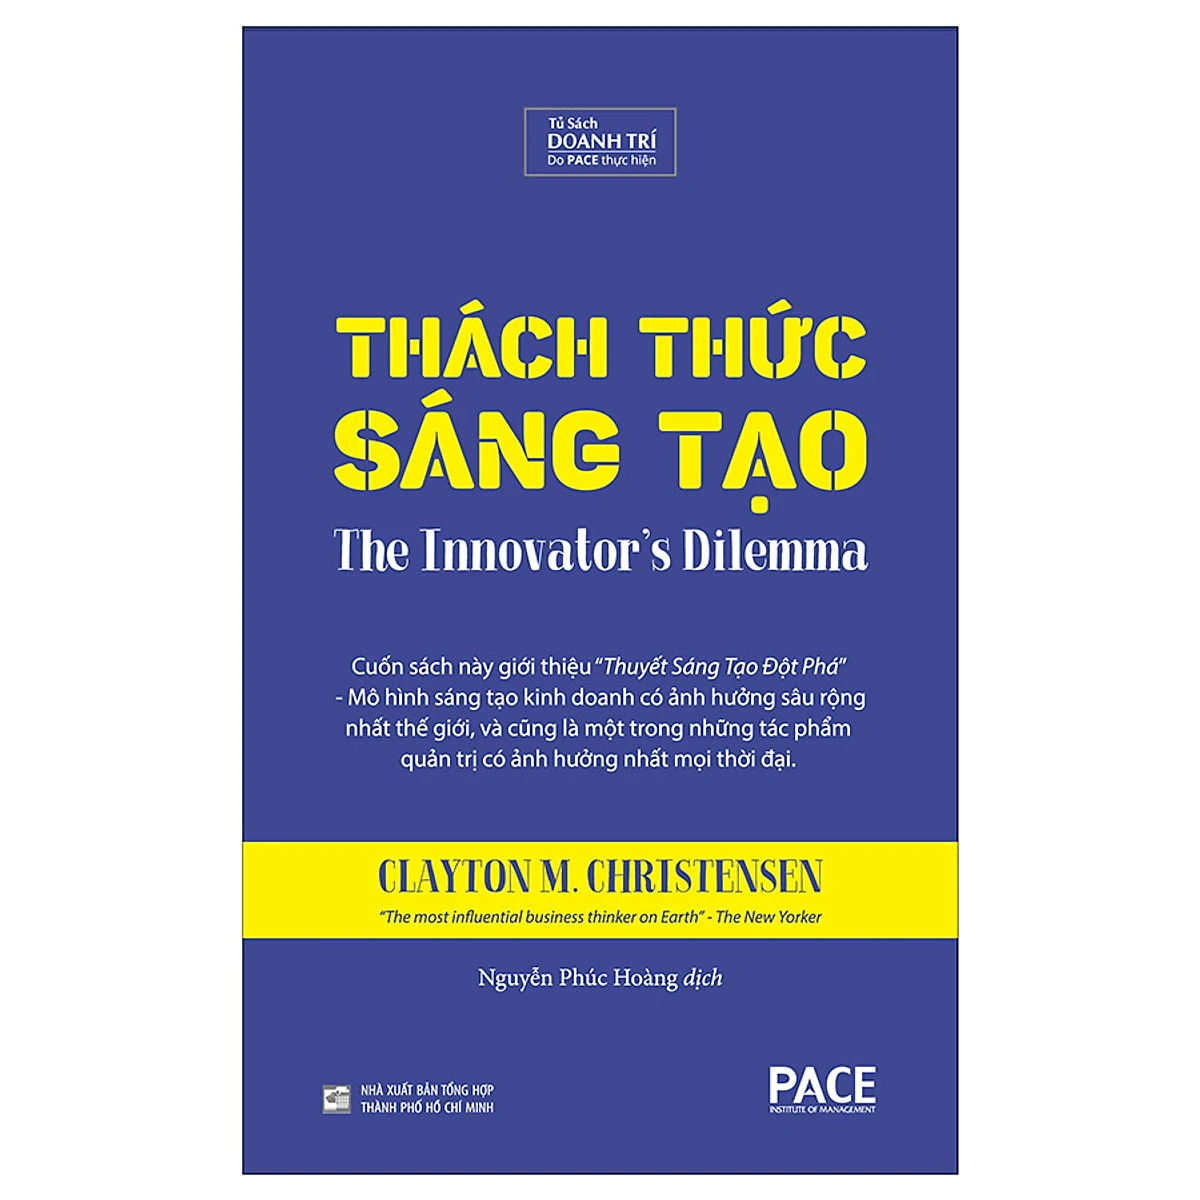 Tủ Sách
DOANH TRÍ
Do PACE thực hiện
THÁCH THỨC
SÁNG TẠO
The Innovator's Dilemma
Cuốn sách này giới thiệu “Thuyết Sáng Tạo Đột Phá”
- Mô hình sáng tạo kinh doanh có ảnh hưởng sâu rộng
nhất thế giới, và cũng là một trong những tác phẩm
quản trị có ảnh hưởng nhất mọi thời đại.
CLAYTON M. CHRISTENSEN
“The most influential business thinker on Earth” - The New Yorker
Nguyễn Phúc Hoàng dịch
NHÀ XUẤT BẢN TỔNG HỢP
THÀNH PHỐ HỒ CHÍ MINH
PACE
INSTITUTE OF MANAGEMENT